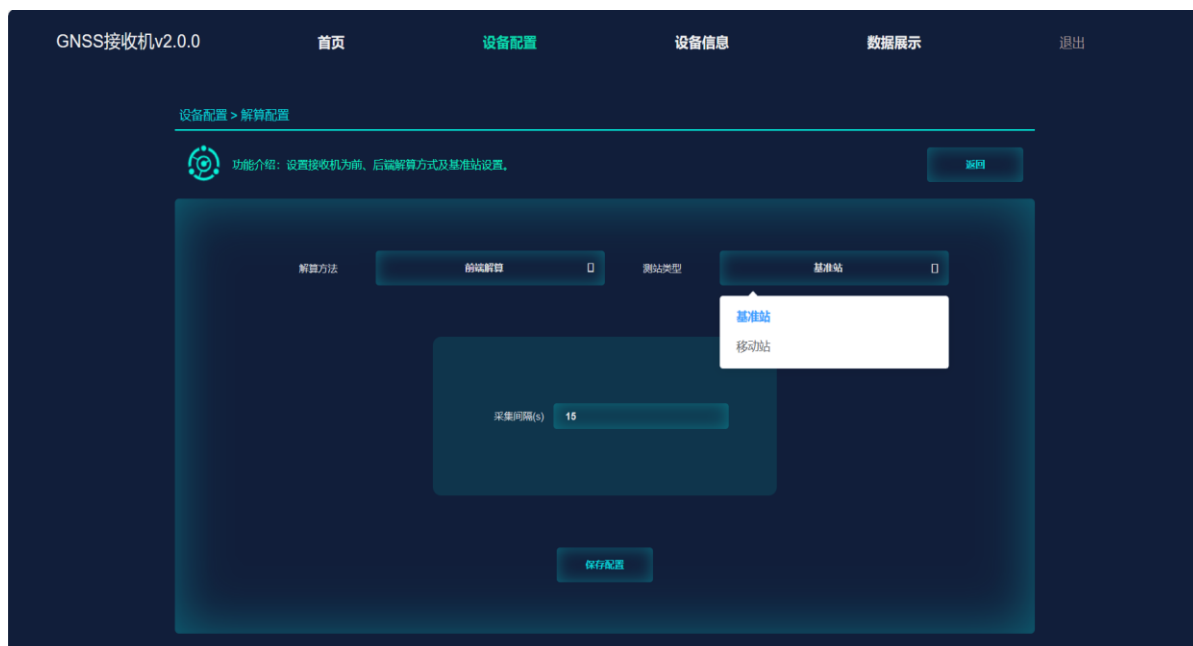 GNSS接收机v2.0.0 首页 设备配置 设备信息 数据展示 退出
设备配置 > 解算配置
功能介绍：设置接收机为前、后端解算方式及基准站设置。 返回
解算方法 前端解算 测站类型 基准站
基准站
移动站
采集间隔(s) 15
保存配置